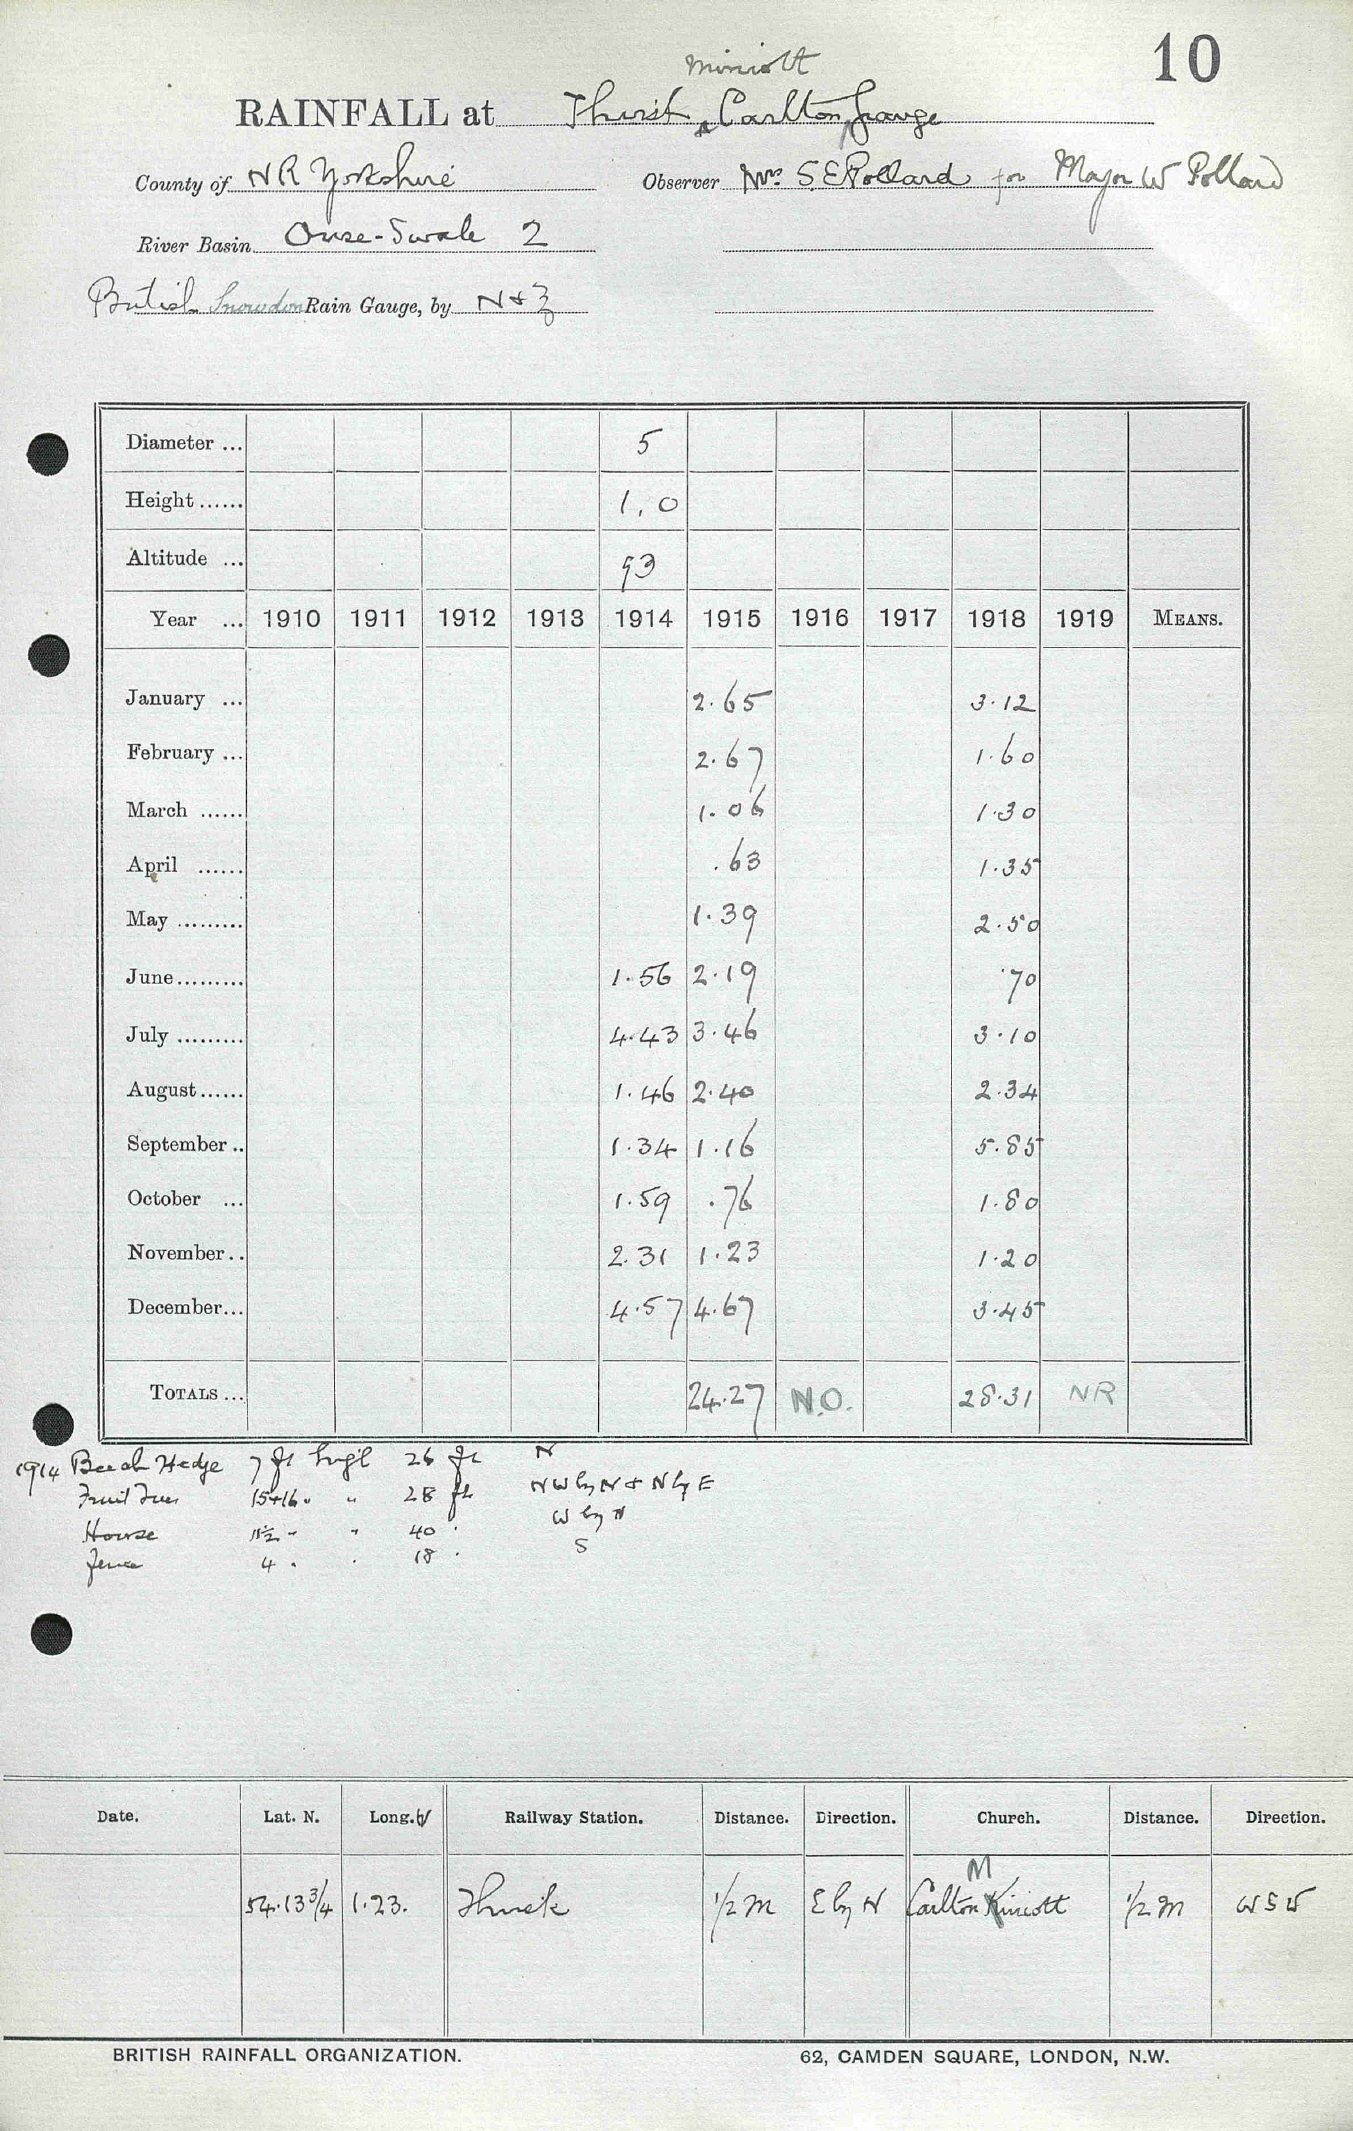 10
Miniott
RAINFALL at Thirsk, Carlton Grange
County of N R Yorkshire Observer Mrs S. E Pollard for Major W Pollard
River Basin Ouse-Swale 2
British Snowdon Rain Gauge, by N & Z
Diameter ... 5
Height ...... 1,0
Altitude ... 93
Year ... 1910 1911 1912 1913 1914 1915 1916 1917 1918 1919 MEANS.
January ... 2.65 3.12
February ... 2.67 1.60
March ...... 1.06 1.30
April ...... .63 1.35
May ......... 1.39 2.50
June ......... 1.56 2.19 .70
July ......... 4.43 3.46 3.10
August ...... 1.46 2.40 2.34
September .. 1.34 1.16 5.85
October ... 1.59 .76 1.80
November .. 2.31 1.23 1.20
December ... 4.57 4.67 3.45
TOTALS ... 24.27 N.O. 28.31 NR
1914 Beech Hedge 7 ft high 26 ft N
Fruit Trees 15+16 " " 28 ft NW by N & N by E
House 11½ " " 40 " W by N
Fence 4 " " 18 " S
Date. Lat. N. Long. W Railway Station. Distance. Direction. Church. Distance. Direction.
M
54.13¾ 1.23. Thirsk ½ M E by N Carlton Kiniott ½ M WSW
BRITISH RAINFALL ORGANIZATION. 62, CAMDEN SQUARE, LONDON, N.W.